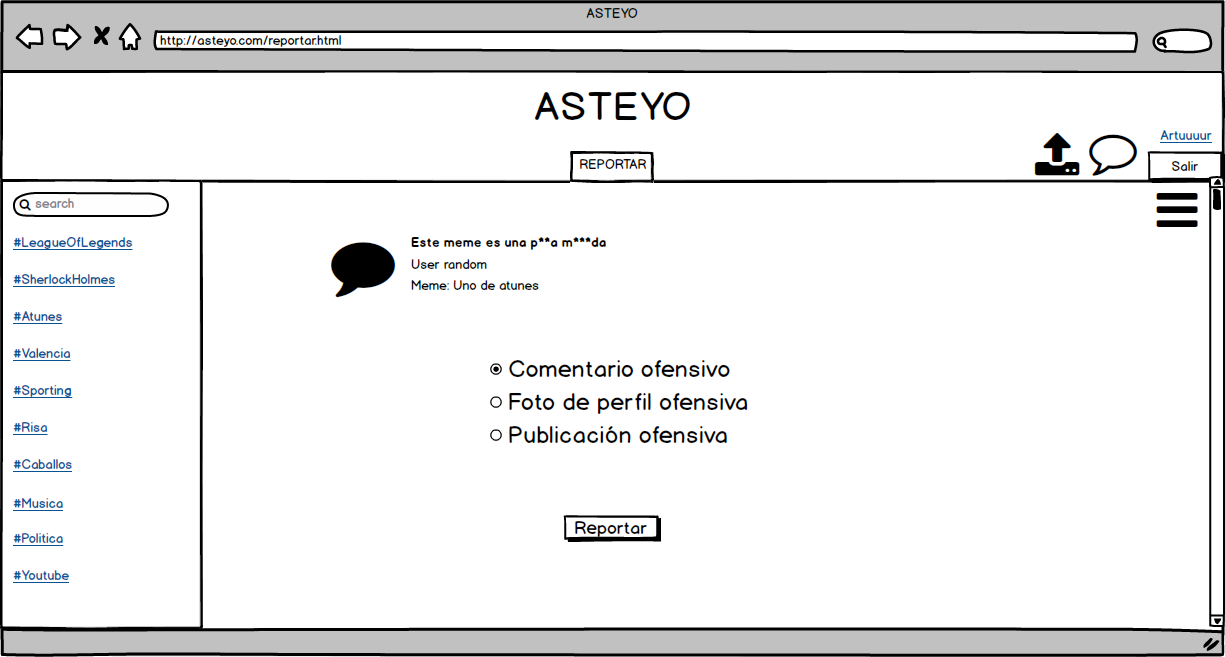 ASTEYO
http://asteyo.com/reportar.html
ASTEYO
Artuuuur
REPORTAR
Salir
search
#LeagueOfLegends
#SherlockHolmes
#Atunes
#Valencia
#Sporting
#Risa
#Caballos
#Musica
#Politica
#Youtube
Este meme es una p**a m***da
User random
Meme: Uno de atunes
Comentario ofensivo
Foto de perfil ofensiva
Publicación ofensiva
Reportar